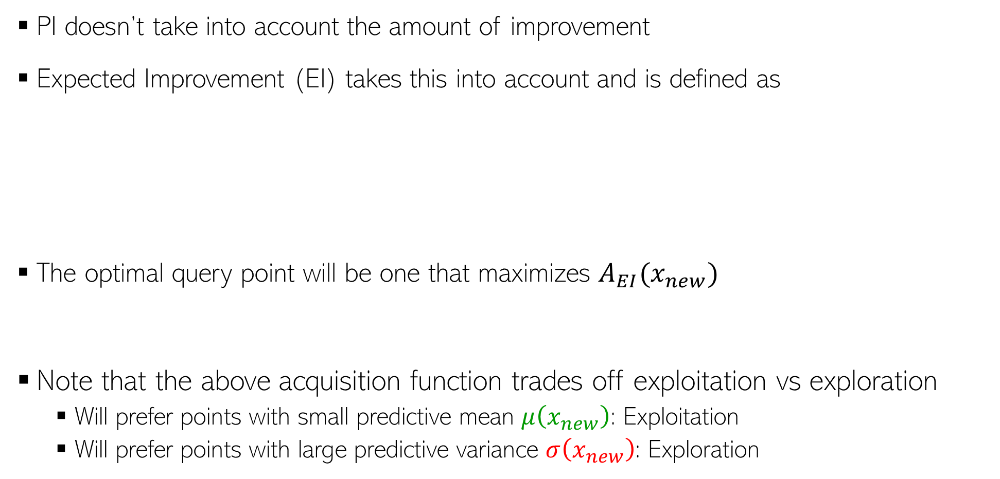 ▪ PI doesn’t take into account the amount of improvement
▪ Expected Improvement (EI) takes this into account and is defined as
▪ The optimal query point will be one that maximizes $A_{EI}(x_{new})$
▪ Note that the above acquisition function trades off exploitation vs exploration
▪ Will prefer points with small predictive mean $\mu(x_{new})$: Exploitation
▪ Will prefer points with large predictive variance $\sigma(x_{new})$: Exploration